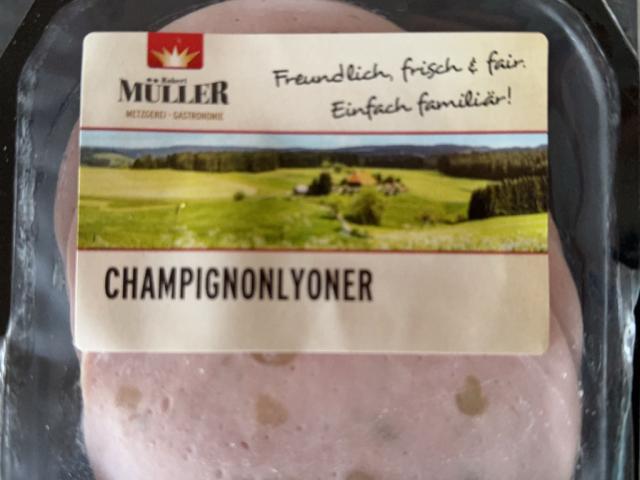 Robert
MÜLLER
METZGEREI · GASTRONOMIE
Freundlich, frisch & fair.
Einfach familiär!
CHAMPIGNONLYONER